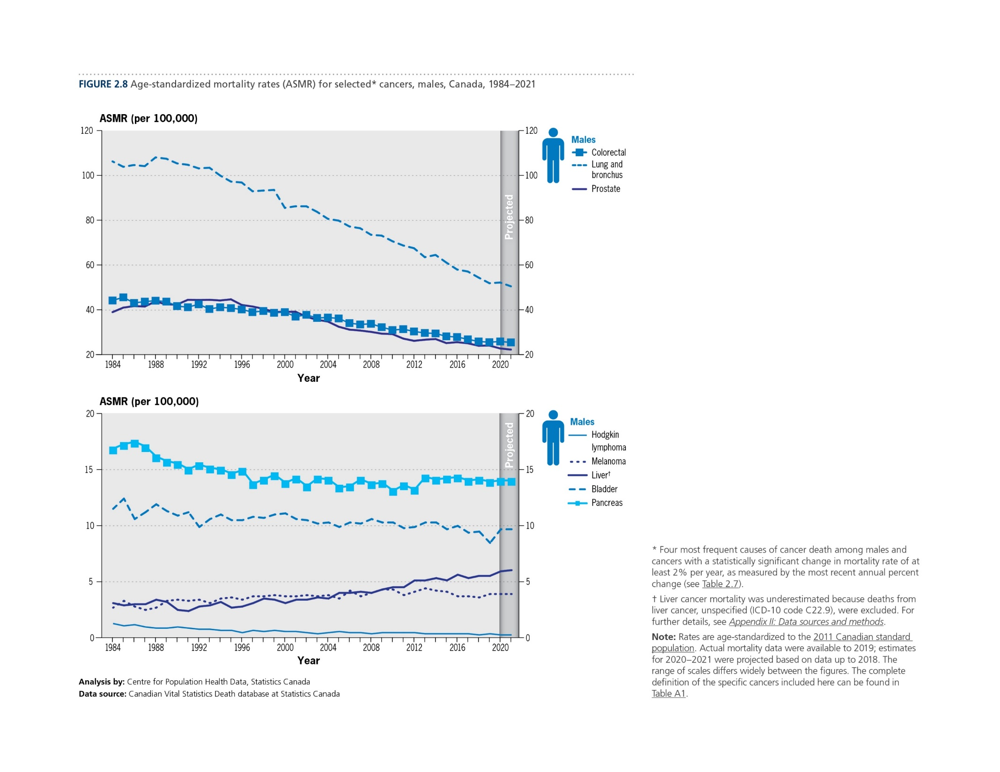 FIGURE 2.8 Age-standardized mortality rates (ASMR) for selected* cancers, males, Canada, 1984–2021
ASMR (per 100,000)
120
100
80
60
40
20
120
100
80
60
40
20
Projected
1984 1988 1992 1996 2000 2004 2008 2012 2016 2020
Year
Males
Colorectal
Lung and
bronchus
Prostate
ASMR (per 100,000)
20
15
10
5
0
20
15
10
5
0
Projected
1984 1988 1992 1996 2000 2004 2008 2012 2016 2020
Year
Males
Hodgkin
lymphoma
Melanoma
Liver†
Bladder
Pancreas
Analysis by: Centre for Population Health Data, Statistics Canada
Data source: Canadian Vital Statistics Death database at Statistics Canada
* Four most frequent causes of cancer death among males and
cancers with a statistically significant change in mortality rate of at
least 2% per year, as measured by the most recent annual percent
change (see Table 2.7).
† Liver cancer mortality was underestimated because deaths from
liver cancer, unspecified (ICD-10 code C22.9), were excluded. For
further details, see Appendix II: Data sources and methods.
Note: Rates are age-standardized to the 2011 Canadian standard
population. Actual mortality data were available to 2019; estimates
for 2020–2021 were projected based on data up to 2018. The
range of scales differs widely between the figures. The complete
definition of the specific cancers included here can be found in
Table A1.